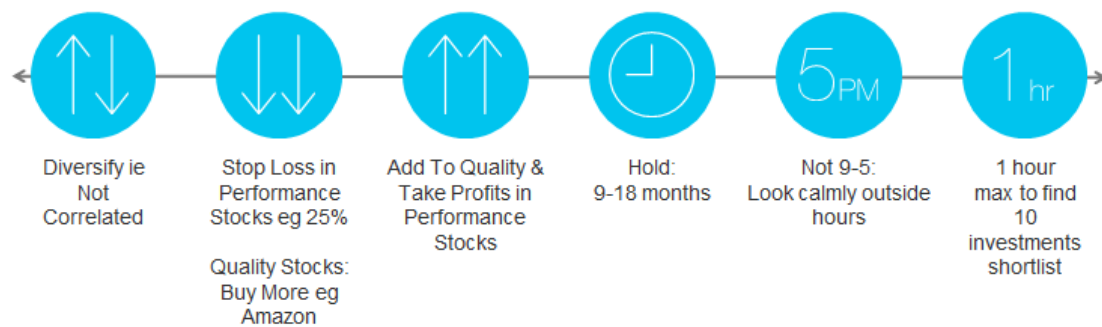 5PM
1 hr
Diversify ie
Not
Correlated
Stop Loss in
Performance
Stocks eg 25%
Quality Stocks:
Buy More eg
Amazon
Add To Quality &
Take Profits in
Performance
Stocks
Hold:
9-18 months
Not 9-5:
Look calmly outside
hours
1 hour
max to find
10
investments
shortlist